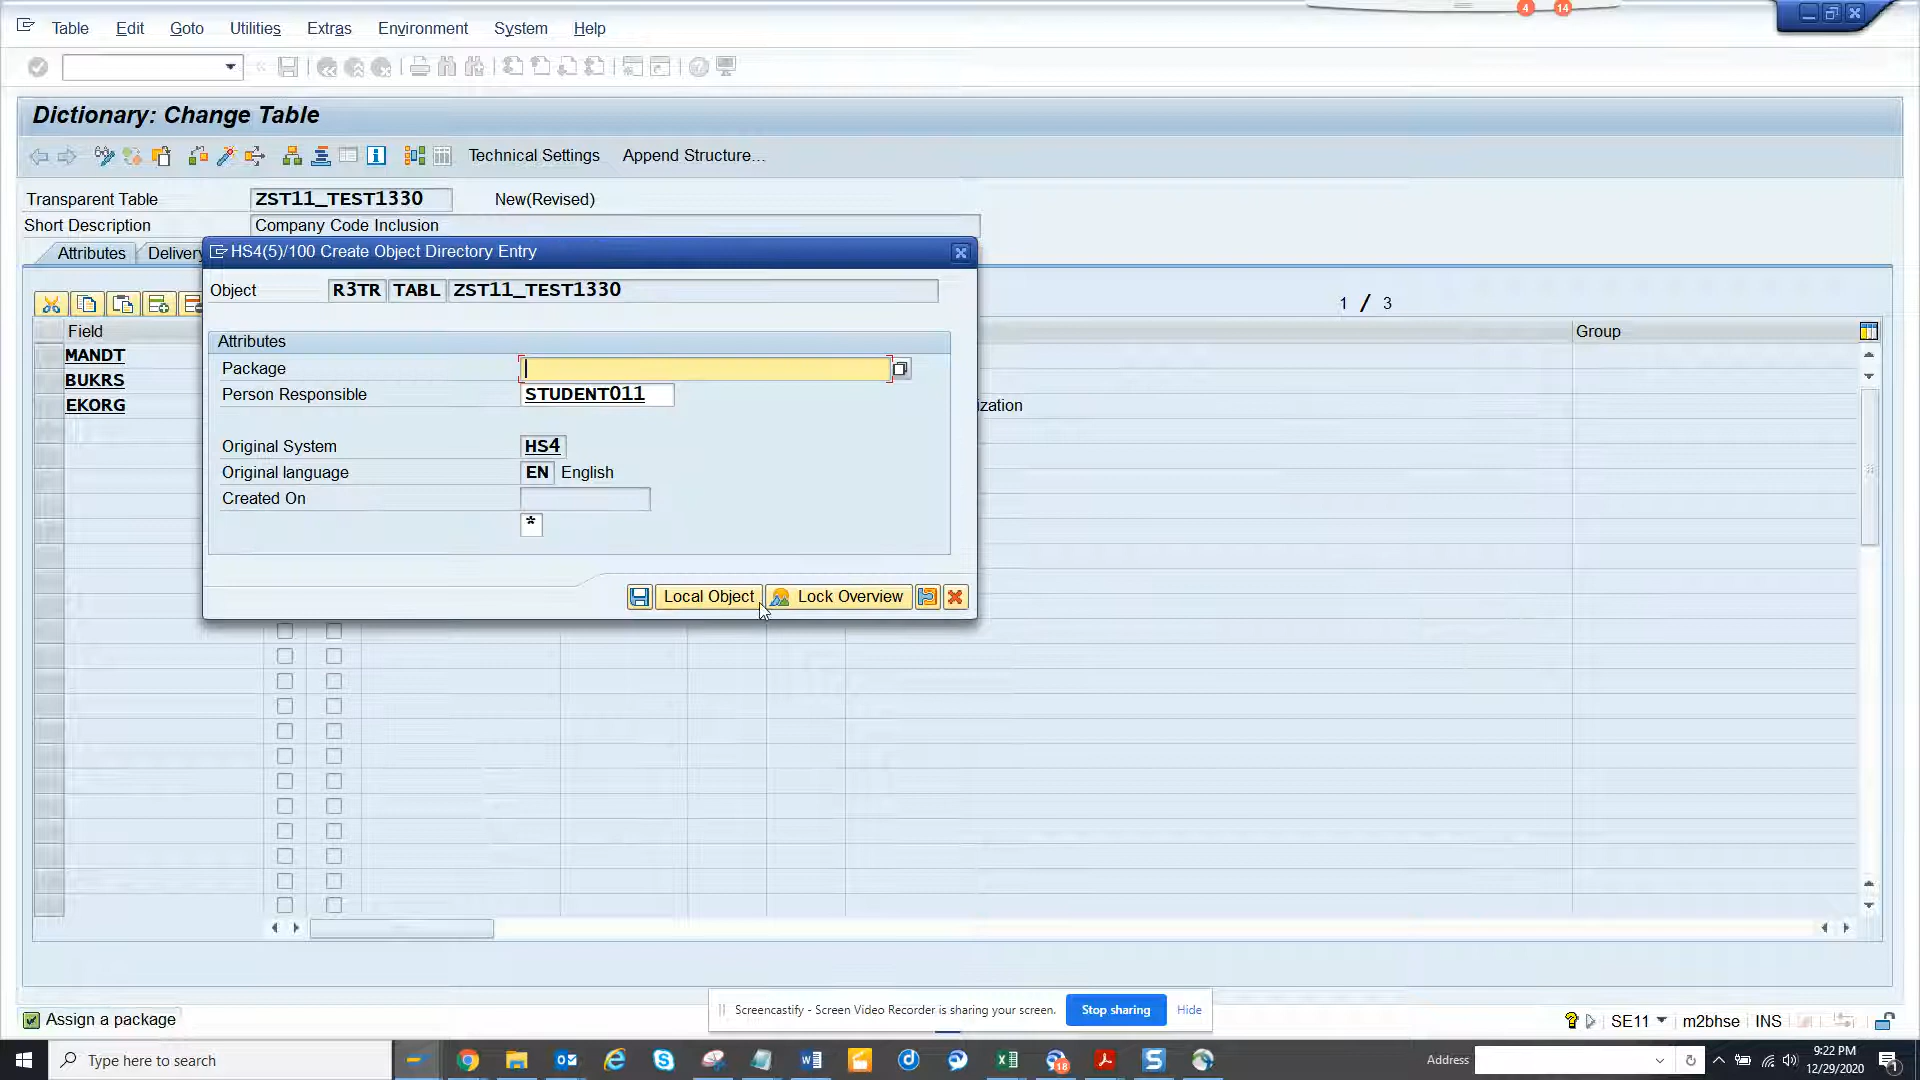 Table Edit Goto Utilities Extras Environment System Help
4 14
Dictionary: Change Table
Technical Settings Append Structure...
Transparent Table ZST11_TEST1330 New(Revised)
Short Description Company Code Inclusion
Attributes Delivery
HS4(5)/100 Create Object Directory Entry
Object R3TR TABL ZST11_TEST1330
1 / 3
Field Group
Attributes
MANDT
Package
BUKRS
Person Responsible STUDENT011
EKORG ization
Original System HS4
Original language EN English
Created On
*
Local Object Lock Overview
Screencastify - Screen Video Recorder is sharing your screen. Stop sharing Hide
Assign a package
SE11 m2bhse INS
Type here to search
18
Address
9:22 PM
12/29/2020
1